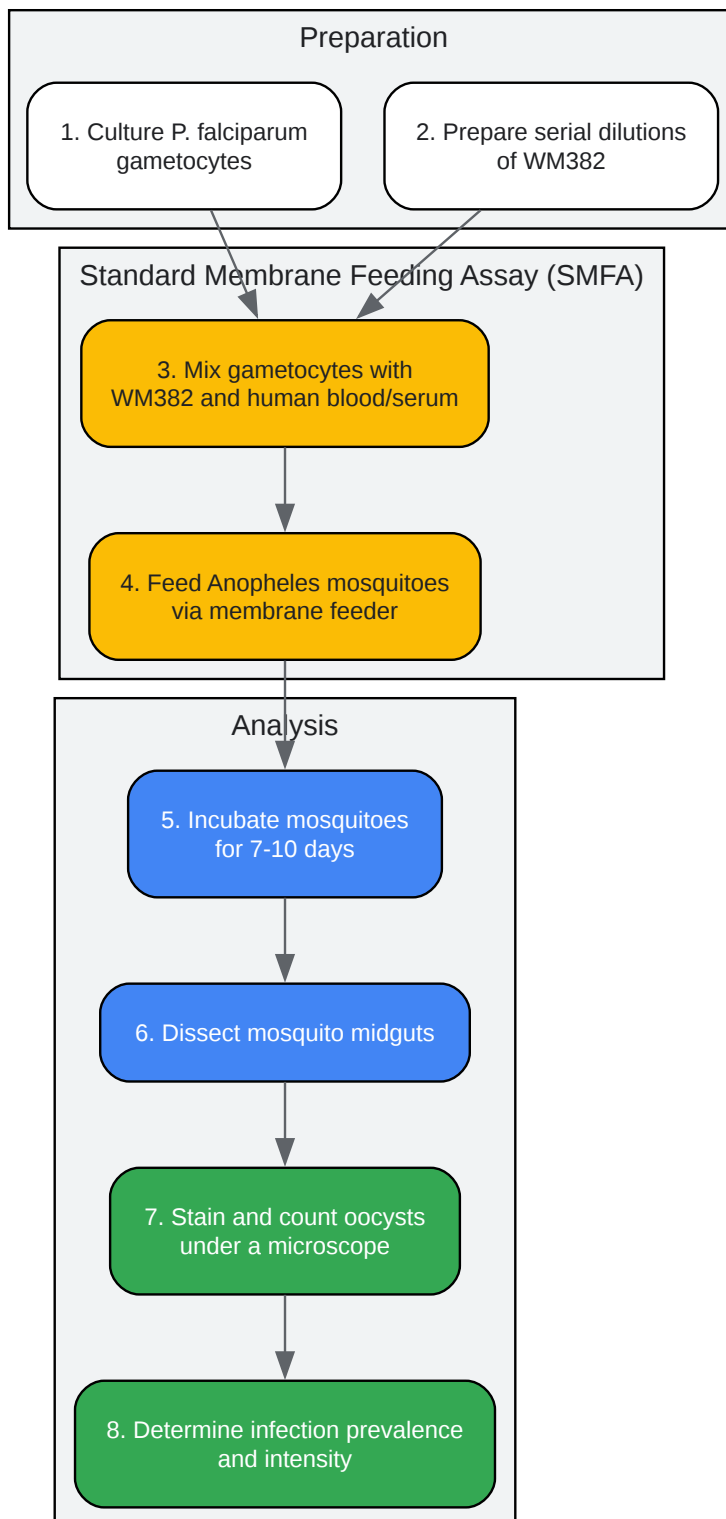 Preparation
1. Culture P. falciparum
gametocytes
2. Prepare serial dilutions
of WM382
Standard Membrane Feeding Assay (SMFA)
3. Mix gametocytes with
WM382 and human blood/serum
4. Feed Anopheles mosquitoes
via membrane feeder
Analysis
5. Incubate mosquitoes
for 7-10 days
6. Dissect mosquito midguts
7. Stain and count oocysts
under a microscope
8. Determine infection prevalence
and intensity